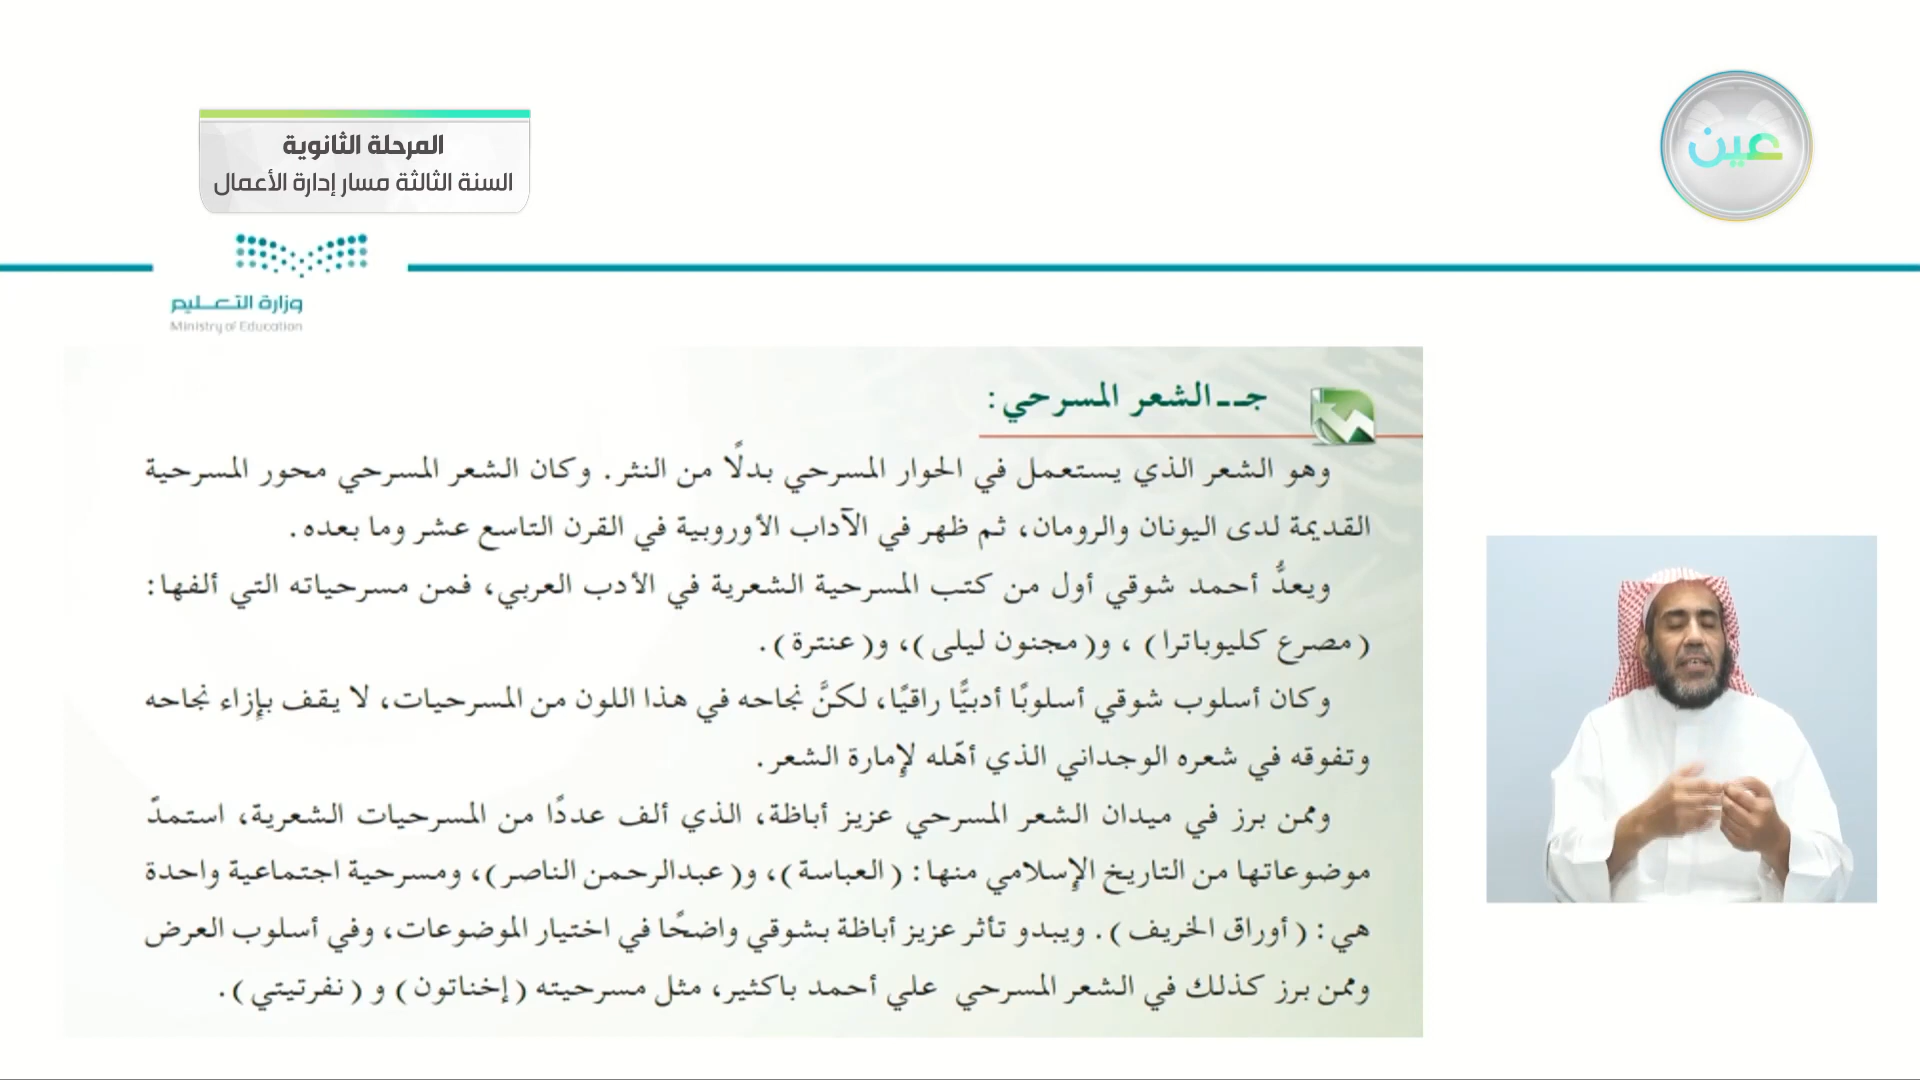 المرحلة الثانوية
السنة الثالثة مسار إدارة الأعمال
عين
وزارة التعليم
Ministry of Education
جــ ـ الشعر المسرحي :
وهو الشعر الذي يستعمل في الحوار المسرحي بدلًا من النثر. وكان الشعر المسرحي محور المسرحية
القديمة لدى اليونان والرومان، ثم ظهر في الآداب الأوروبية في القرن التاسع عشر وما بعده.
ويعدُّ أحمد شوقي أول من كتب المسرحية الشعرية في الأدب العربي، فمن مسرحياته التي ألفها:
(مصرع كليوباترا) ، و(مجنون ليلى)، و(عنترة).
وكان أسلوب شوقي أسلوبًا أدبيًّا راقيًا، لكنَّ نجاحه في هذا اللون من المسرحيات، لا يقف بإزاء نجاحه
وتفوقه في شعره الوجداني الذي أهّله لإمارة الشعر.
وممن برز في ميدان الشعر المسرحي عزيز أباظة، الذي ألف عددًا من المسرحيات الشعرية، استمدّ
موضوعاتها من التاريخ الإسلامي منها: (العباسة)، و(عبدالرحمن الناصر)، ومسرحية اجتماعية واحدة
هي: (أوراق الخريف). ويبدو تأثر عزيز أباظة بشوقي واضحًا في اختيار الموضوعات، وفي أسلوب العرض
وممن برز كذلك في الشعر المسرحي علي أحمد باكثير، مثل مسرحيته (إخناتون) و (نفرتيتي).